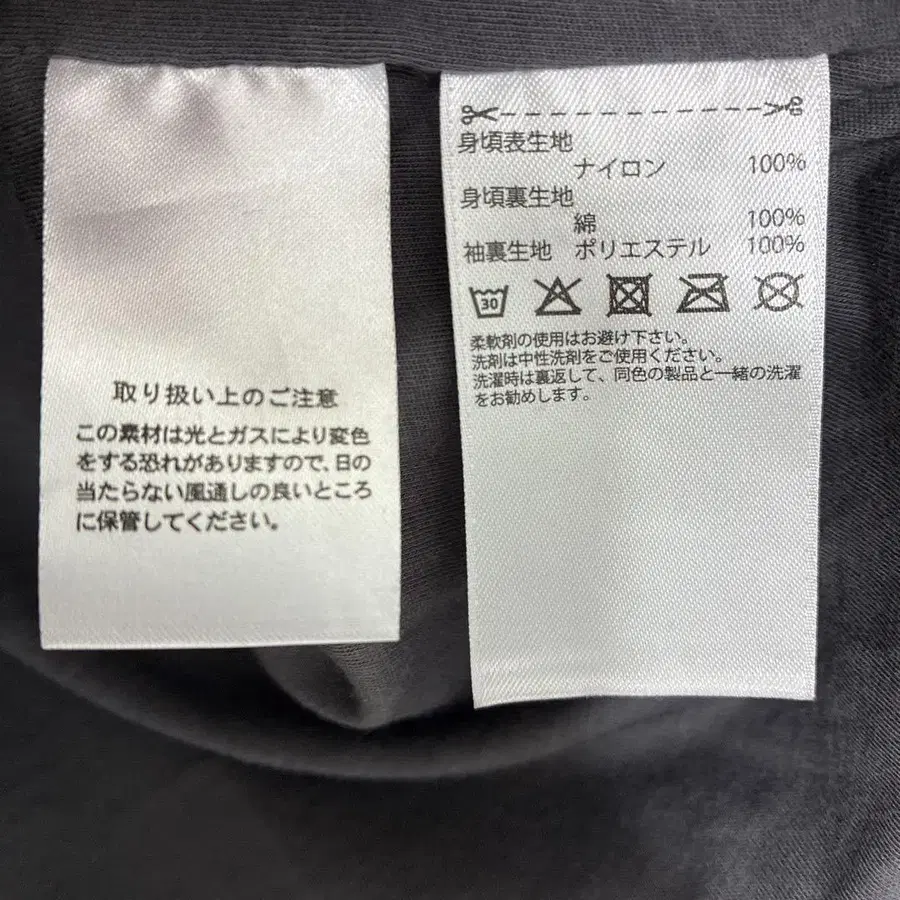 取り扱い上のご注意
この素材は光とガスにより変色
をする恐れがありますので、日の
当たらない風通しの良いところ
に保管してください。
身頃表生地
ナイロン 100%
身頃裏生地
綿 100%
袖裏生地 ポリエステル 100%
30
柔軟剤の使用はお避け下さい。
洗剤は中性洗剤をご使用ください。
洗濯時は裏返して、同色の製品と一緒の洗濯
をお勧めします。